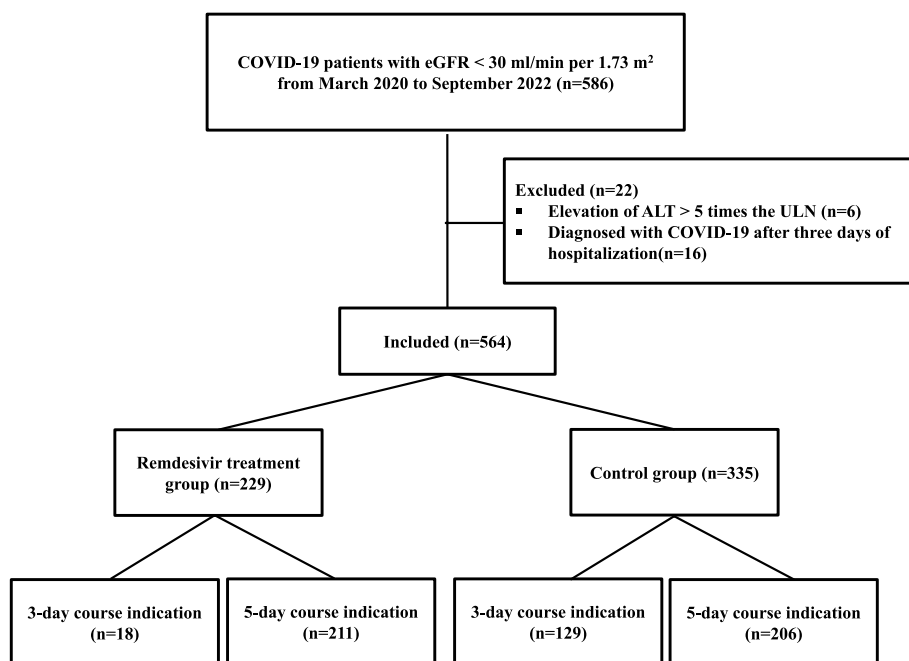 COVID-19 patients with eGFR < 30 ml/min per 1.73 m²
from March 2020 to September 2022 (n=586)
Excluded (n=22)
▪ Elevation of ALT > 5 times the ULN (n=6)
▪ Diagnosed with COVID-19 after three days of
hospitalization(n=16)
Included (n=564)
Remdesivir treatment
group (n=229)
Control group (n=335)
3-day course indication
(n=18)
5-day course indication
(n=211)
3-day course indication
(n=129)
5-day course indication
(n=206)